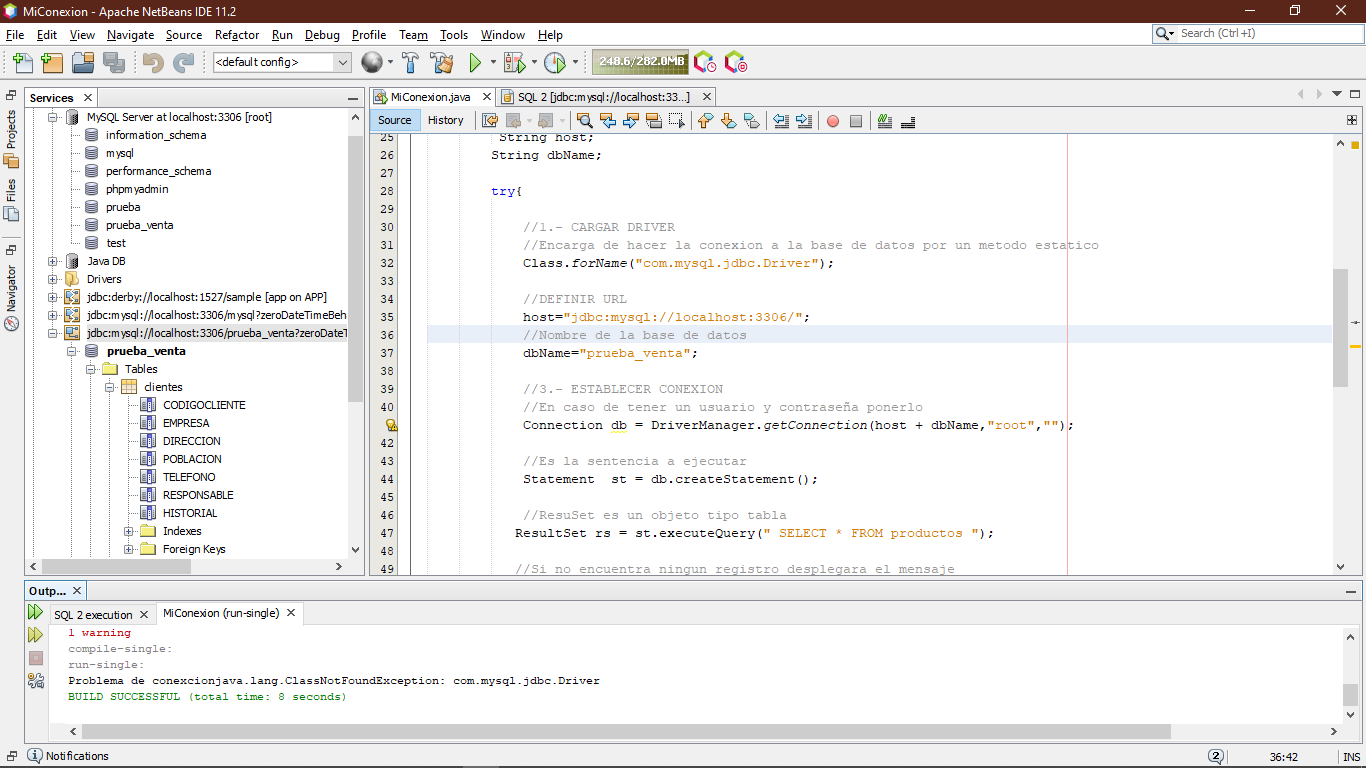 MiConexion - Apache NetBeans IDE 11.2
File Edit View Navigate Source Refactor Run Debug Profile Team Tools Window Help
Search (Ctrl+I)
<default config>
248.6/282.0MB
Projects
Files
Navigator
Services
MySQL Server at localhost:3306 [root]
information_schema
mysql
performance_schema
phpmyadmin
prueba
prueba_venta
test
Java DB
Drivers
jdbc:derby://localhost:1527/sample [app on APP]
jdbc:mysql://localhost:3306/mysql?zeroDateTimeBeh
jdbc:mysql://localhost:3306/prueba_venta?zeroDateT
prueba_venta
Tables
clientes
CODIGOCLIENTE
EMPRESA
DIRECCION
POBLACION
TELEFONO
RESPONSABLE
HISTORIAL
Indexes
Foreign Keys
MiConexion.java
SQL 2 [jdbc:mysql://localhost:33...]
Source History
25 String host;
26 String dbName;
27
28 try{
29
30 //1.- CARGAR DRIVER
31 //Encarga de hacer la conexion a la base de datos por un metodo estatico
32 Class.forName("com.mysql.jdbc.Driver");
33
34 //DEFINIR URL
35 host="jdbc:mysql://localhost:3306/";
36 //Nombre de la base de datos
37 dbName="prueba_venta";
38
39 //3.- ESTABLECER CONEXION
40 //En caso de tener un usuario y contraseña ponerlo
Connection db = DriverManager.getConnection(host + dbName,"root","");
42
43 //Es la sentencia a ejecutar
44 Statement st = db.createStatement();
45
46 //ResuSet es un objeto tipo tabla
47 ResultSet rs = st.executeQuery(" SELECT * FROM productos ");
48
49 //Si no encuentra ningun registro desplegara el mensaje
Outp...
SQL 2 execution
MiConexion (run-single)
1 warning
compile-single:
run-single:
Problema de conexcionjava.lang.ClassNotFoundException: com.mysql.jdbc.Driver
BUILD SUCCESSFUL (total time: 8 seconds)
Notifications
2
36:42
INS